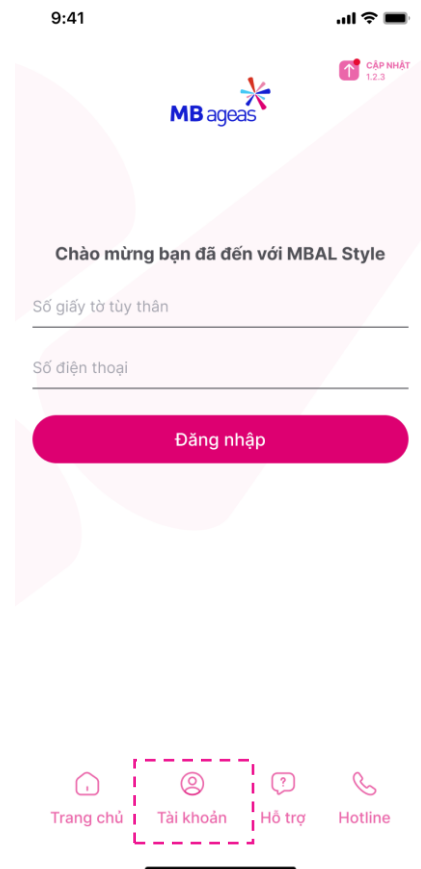 9:41
CẬP NHẬT
1.2.3
MB ageas
Chào mừng bạn đã đến với MBAL Style
Số giấy tờ tùy thân
Số điện thoại
Đăng nhập
Trang chủ Tài khoản Hỗ trợ Hotline